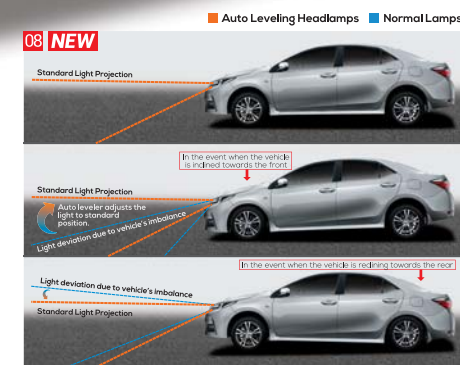 Auto Leveling Headlamps Normal Lamps
08 NEW
Standard Light Projection
In the event when the vehicle
is inclined towards the front
Standard Light Projection
Auto leveler adjusts the
light to standard
position.
Light deviation due to vehicle's imbalance
In the event when the vehicle is reclining towards the rear
Light deviation due to vehicle's imbalance
Standard Light Projection